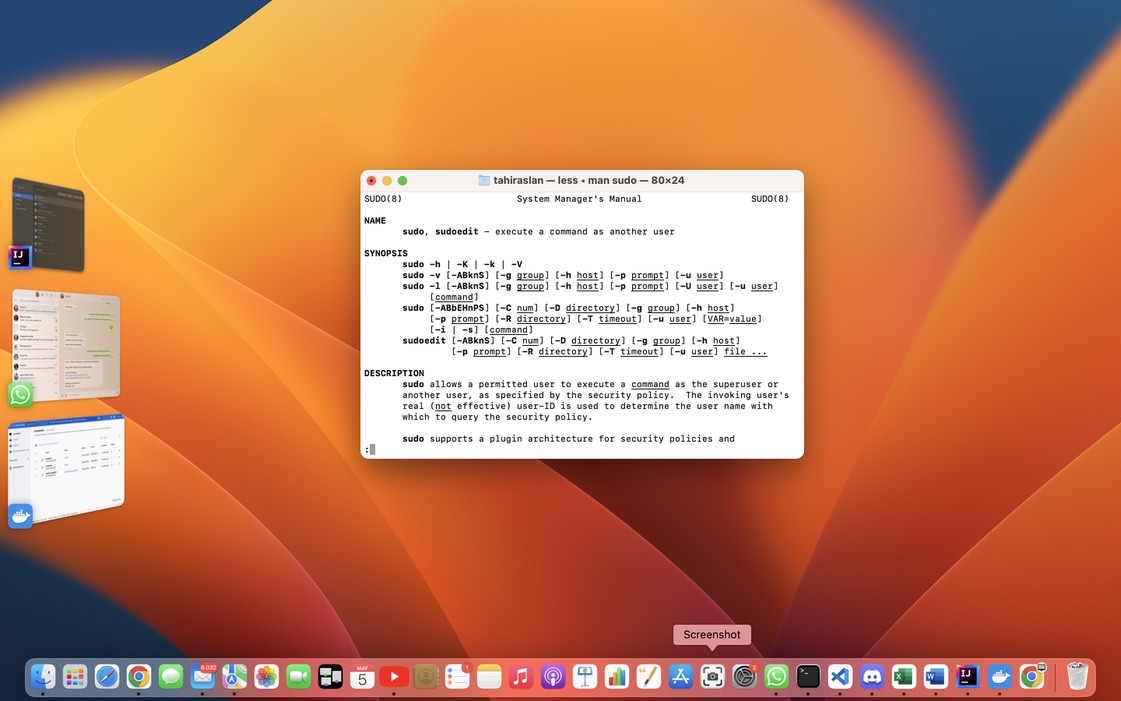 tahiraslan — less ◂ man sudo — 80×24
SUDO(8) System Manager's Manual SUDO(8)
NAME
sudo, sudoedit – execute a command as another user
SYNOPSIS
sudo -h | -K | -k | -V
sudo -v [-ABknS] [-g group] [-h host] [-p prompt] [-u user]
sudo -l [-ABknS] [-g group] [-h host] [-p prompt] [-U user] [-u user]
[command]
sudo [-ABbEHnPS] [-C num] [-D directory] [-g group] [-h host]
[-p prompt] [-R directory] [-T timeout] [-u user] [VAR=value]
[-i | -s] [command]
sudoedit [-ABknS] [-C num] [-D directory] [-g group] [-h host]
[-p prompt] [-R directory] [-T timeout] [-u user] file ...
DESCRIPTION
sudo allows a permitted user to execute a command as the superuser or
another user, as specified by the security policy.  The invoking user's
real (not effective) user-ID is used to determine the user name with
which to query the security policy.
sudo supports a plugin architecture for security policies and
:
IJ
Screenshot
6 032
MAY
5
1
2
>_
X
W
IJ